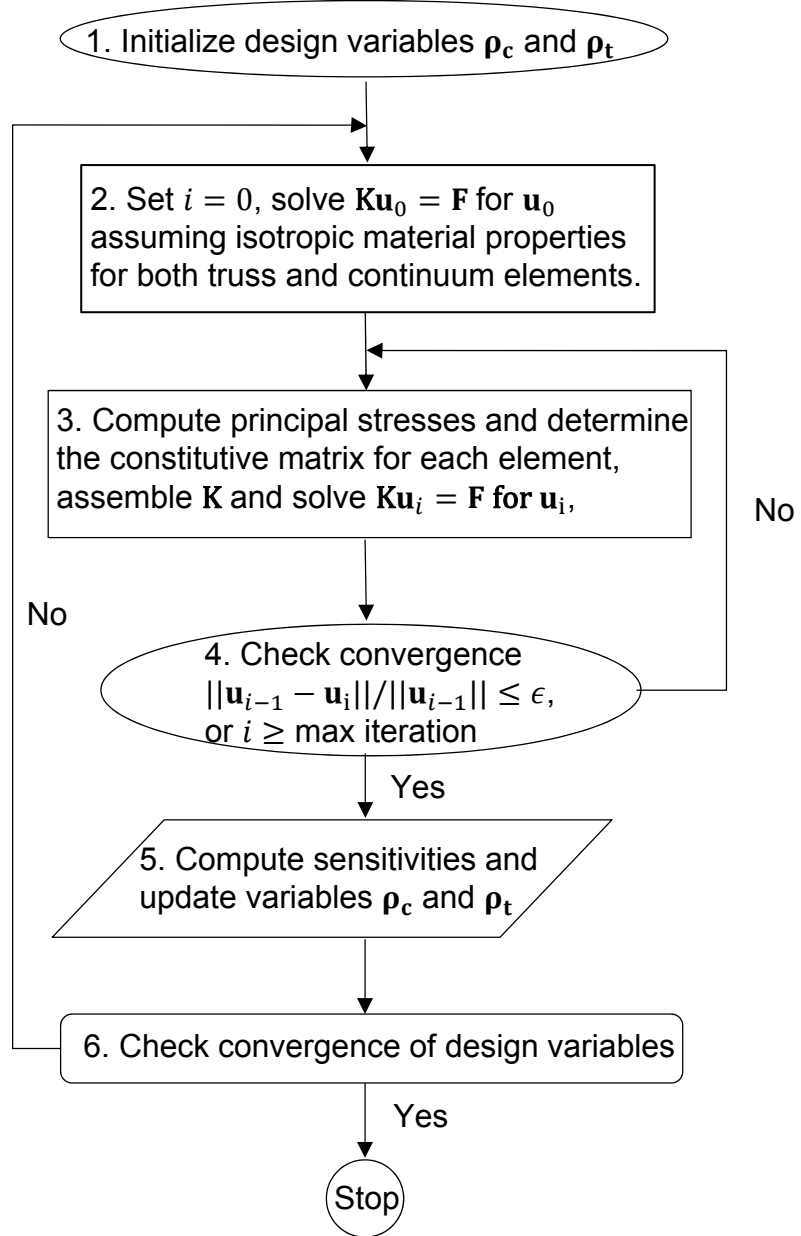 1. Initialize design variables ρc and ρt
2. Set i = 0, solve Ku0 = F for u0
assuming isotropic material properties
for both truss and continuum elements.
3. Compute principal stresses and determine
the constitutive matrix for each element,
assemble K and solve Kui = F for ui,
No
No
4. Check convergence
||ui−1 − ui||/||ui−1|| ≤ ϵ,
or i ≥ max iteration
Yes
5. Compute sensitivities and
update variables ρc and ρt
6. Check convergence of design variables
Yes
Stop